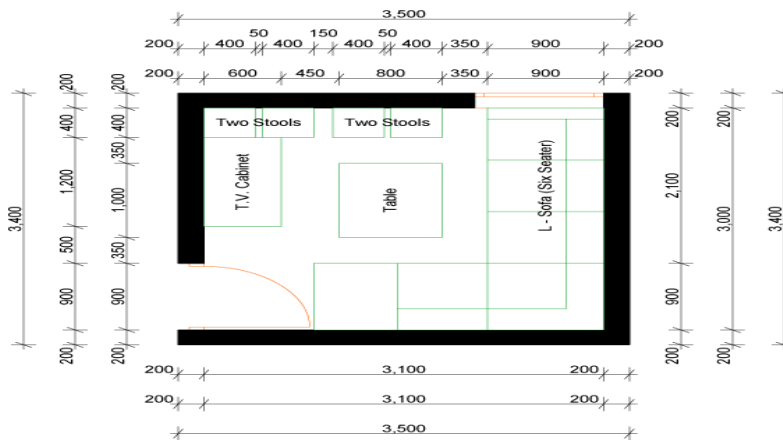 3,500
50 150 50
200 400 400 400 400 350 900 200
200 600 450 800 350 900 200
Two Stools Two Stools
T.V. Cabinet
Table
L - Sofa (Six Seater)
3,400
200 400 1,200 500 900 200
200 400 350 1,000 350 900 200
200 2,100 900 200
200 3,000 200
3,400
200 3,100 200
200 3,100 200
3,500